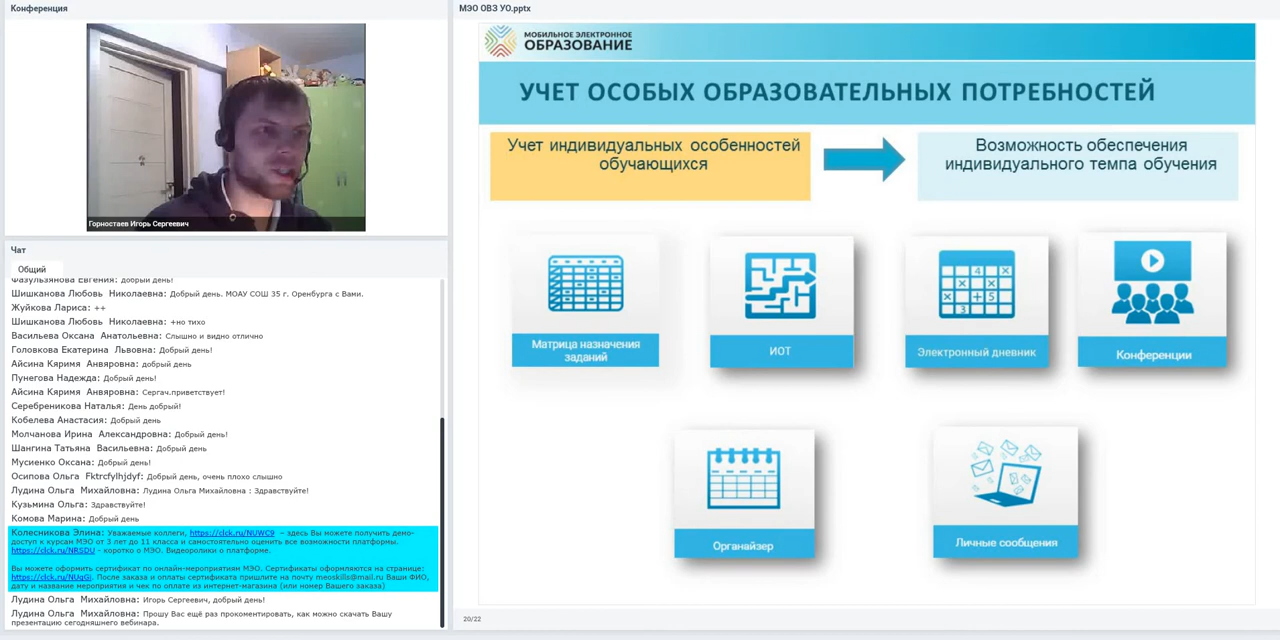 Конференция
Горностаев Игорь Сергеевич
Чат
Общий
Фазульзянова Евгения: добрый день!
Шишканова Любовь Николаевна: Добрый день. МОАУ СОШ 35 г. Оренбурга с Вами.
Жуйкова Лариса: ++
Шишканова Любовь Николаевна: +но тихо
Васильева Оксана Анатольевна: Слышно и видно отлично
Головкова Екатерина Львовна: Добрый день!
Айсина Кяримя Анвяровна: добрый день
Пунегова Надежда: Добрый день!
Айсина Кяримя Анвяровна: Сергач.приветствует!
Серебреникова Наталья: День добрый!
Кобелева Анастасия: Добрый день
Молчанова Ирина Александровна: Добрый день!
Шангина Татьяна Васильевна: Добрый день
Мусиенко Оксана: Добрый день!
Осипова Ольга Fktrcfylhjdyf: Добрый день, очень плохо слышно
Лудина Ольга Михайловна: Лудина Ольга Михайловна : Здравствуйте!
Кузьмина Ольга: Здравствуйте!
Комова Марина: Добрый день
Колесникова Элина: Уважаемые коллеги, https://clck.ru/NUWC9 – здесь Вы можете получить демо-
доступ к курсам МЭО от 3 лет до 11 класса и самостоятельно оценить все возможности платформы.
https://clck.ru/NRSDU - коротко о МЭО. Видеоролики о платформе.
Вы можете оформить сертификат по онлайн-мероприятиям МЭО. Сертификаты оформляются на странице:
https://clck.ru/NUqGi. После заказа и оплаты сертификата пришлите на почту meoskills@mail.ru Ваши ФИО,
дату и название мероприятия и чек по оплате из интернет-магазина (или номер Вашего заказа)
Лудина Ольга Михайловна: Игорь Сергеевич, добрый день!
Лудина Ольга Михайловна: Прошу Вас ещё раз прокоментировать, как можно скачать Вашу
презентацию сегодняшнего вебинара.
МЭО ОВЗ УО.pptx
МОБИЛЬНОЕ ЭЛЕКТРОННОЕ
ОБРАЗОВАНИЕ
УЧЕТ ОСОБЫХ ОБРАЗОВАТЕЛЬНЫХ ПОТРЕБНОСТЕЙ
Учет индивидуальных особенностей
обучающихся
Возможность обеспечения
индивидуального темпа обучения
Матрица назначения
заданий
ИОТ
Электронный дневник
Конференции
Органайзер
Личные сообщения
20/22